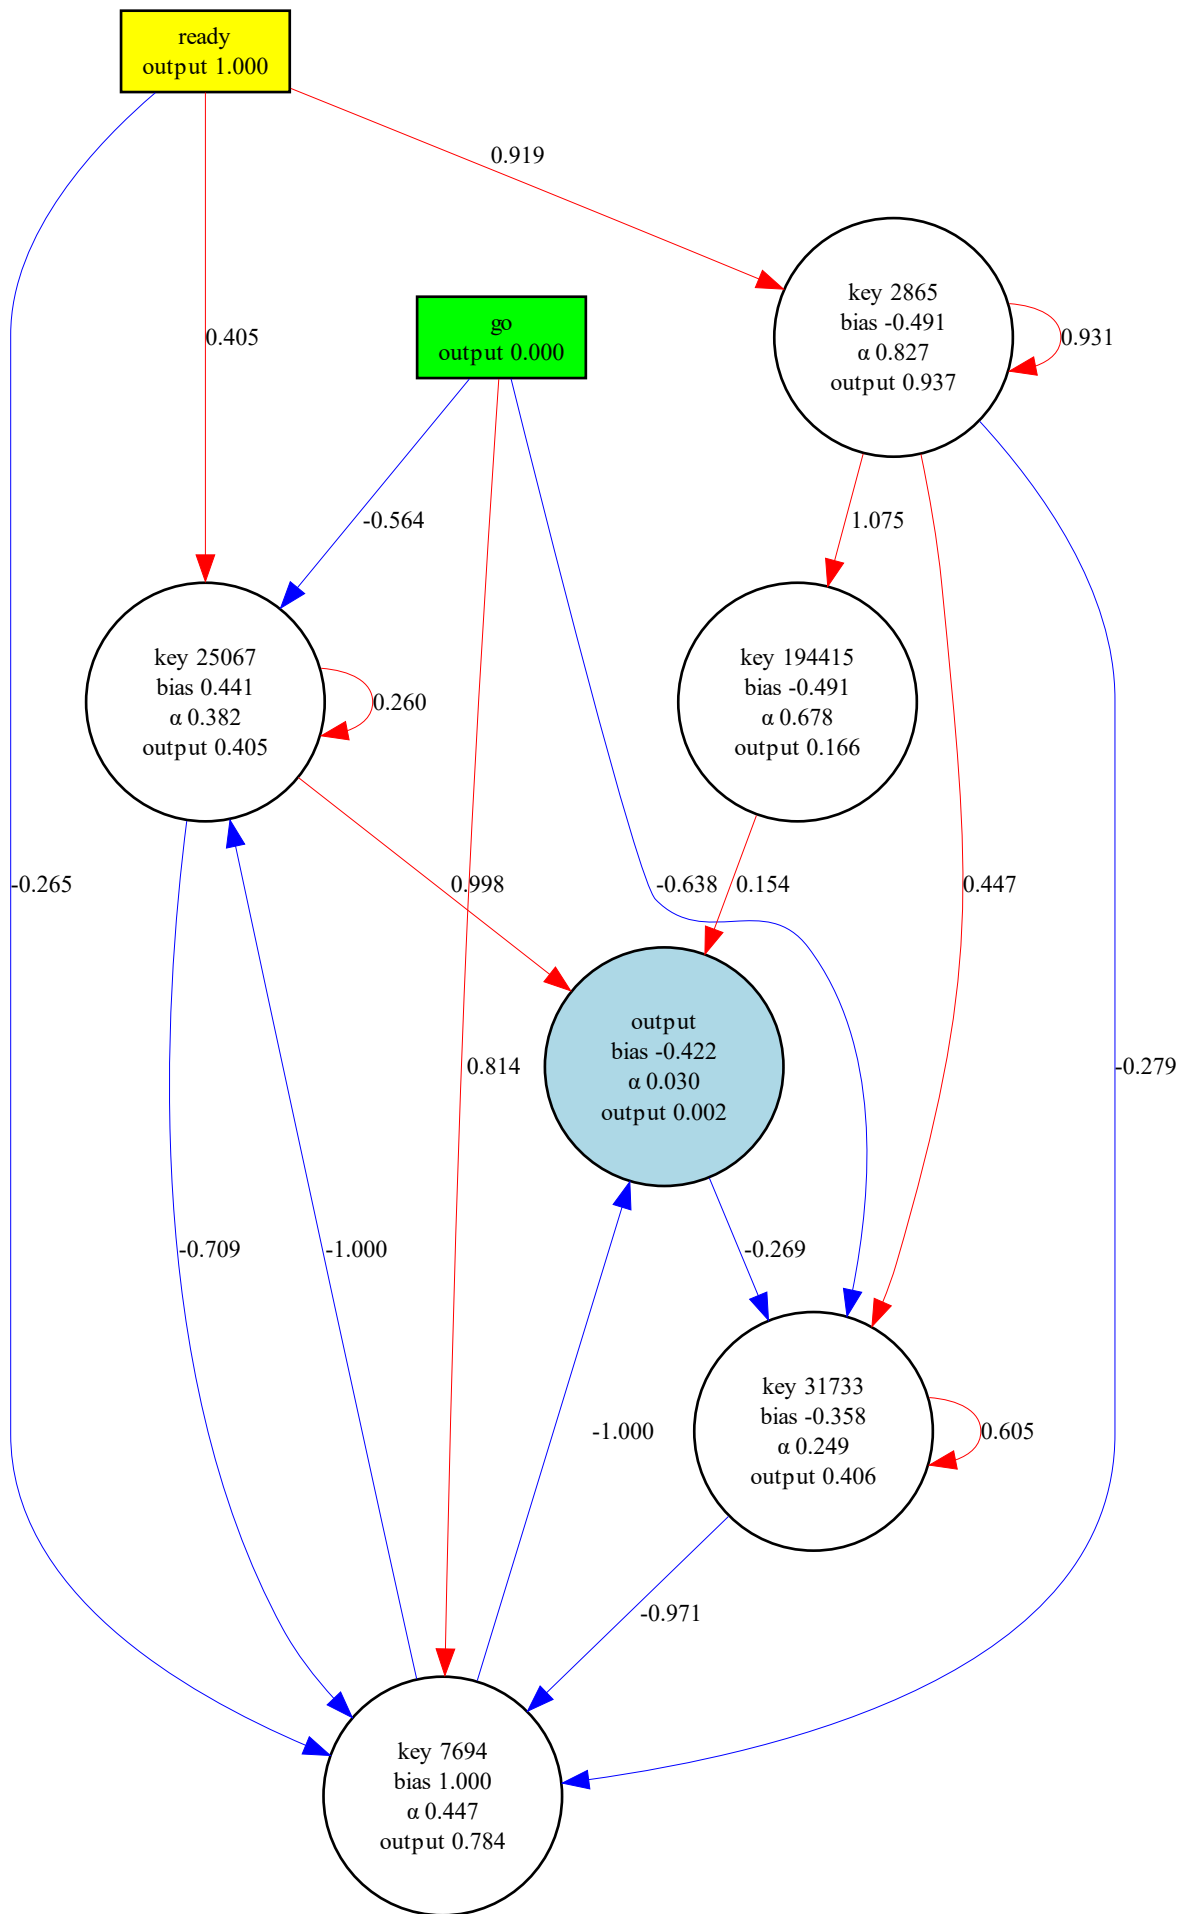 ready
output 1.000
0.919
key 2865
bias -0.491
α 0.827
output 0.937
0.931
0.405
go
output 0.000
-0.564
1.075
key 25067
bias 0.441
α 0.382
output 0.405
0.260
key 194415
bias -0.491
α 0.678
output 0.166
-0.265
0.998
-0.638
0.154
0.447
output
bias -0.422
α 0.030
output 0.002
0.814
-0.279
-0.709
-1.000
-0.269
-1.000
key 31733
bias -0.358
α 0.249
output 0.406
0.605
-0.971
key 7694
bias 1.000
α 0.447
output 0.784